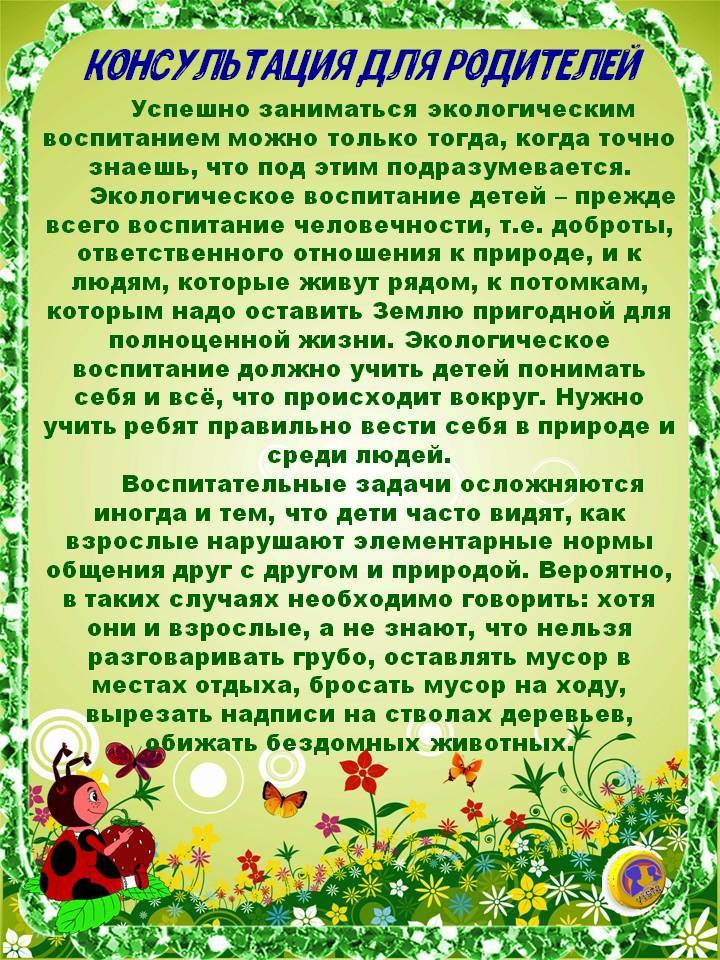 КОНСУЛЬТАЦИЯ ДЛЯ РОДИТЕЛЕЙ
Успешно заниматься экологическим
воспитанием можно только тогда, когда точно
знаешь, что под этим подразумевается.
Экологическое воспитание детей – прежде
всего воспитание человечности, т.е. доброты,
ответственного отношения к природе, и к
людям, которые живут рядом, к потомкам,
которым надо оставить Землю пригодной для
полноценной жизни. Экологическое
воспитание должно учить детей понимать
себя и всё, что происходит вокруг. Нужно
учить ребят правильно вести себя в природе и
среди людей.
Воспитательные задачи осложняются
иногда и тем, что дети часто видят, как
взрослые нарушают элементарные нормы
общения друг с другом и природой. Вероятно,
в таких случаях необходимо говорить: хотя
они и взрослые, а не знают, что нельзя
разговаривать грубо, оставлять мусор в
местах отдыха, бросать мусор на ходу,
вырезать надписи на стволах деревьев,
обижать бездомных животных.